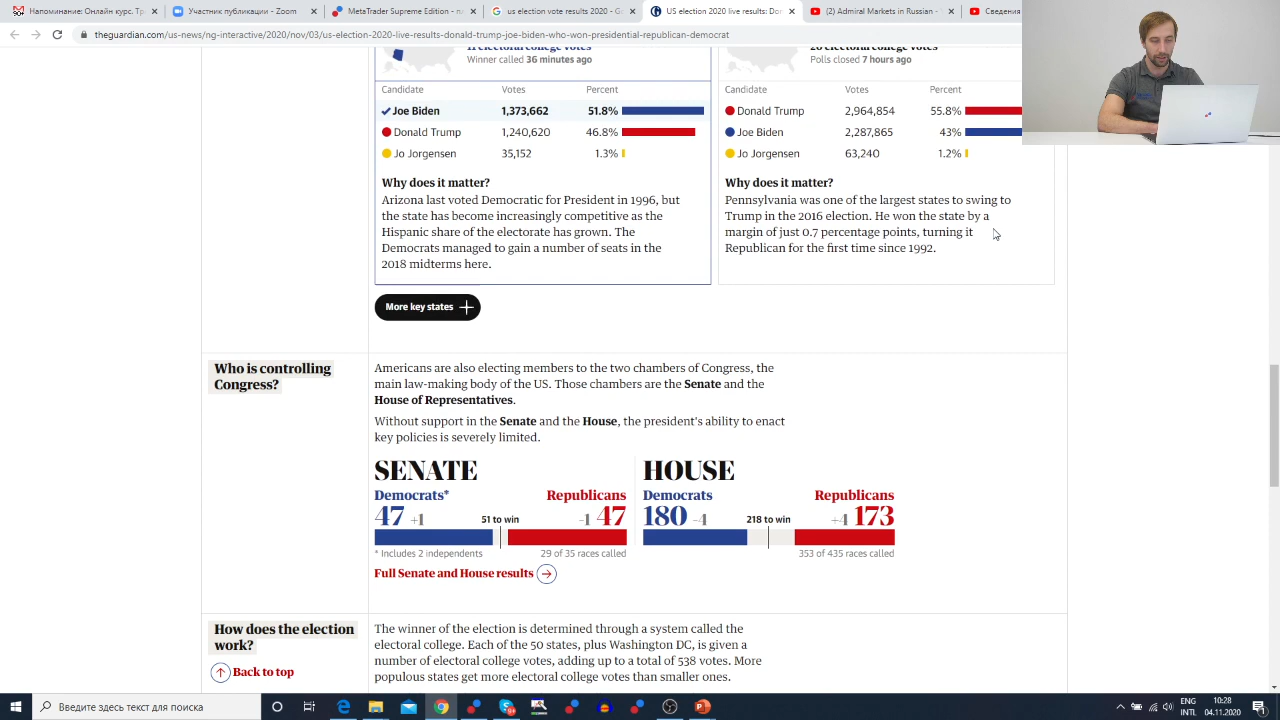 Напоминание: Онлайн курс. Тр
Участник публикации - Zoom
MetaTrader Supreme Edition - па
us election vote results 2020 - G
US election 2020 live results: Do
(2) Admiral Markets in Russian -
Сведения
theguardian.com/us-news/ng-interactive/2020/nov/03/us-election-2020-live-results-donald-trump-joe-biden-who-won-presidential-republican-democrat
11 electoral college votes
Winner called 36 minutes ago
Candidate Votes Percent
Joe Biden 1,373,662 51.8%
Donald Trump 1,240,620 46.8%
Jo Jorgensen 35,152 1.3%
Why does it matter?
Arizona last voted Democratic for President in 1996, but
the state has become increasingly competitive as the
Hispanic share of the electorate has grown. The
Democrats managed to gain a number of seats in the
2018 midterms here.
20 electoral college votes
Polls closed 7 hours ago
Candidate Votes Percent
Donald Trump 2,964,854 55.8%
Joe Biden 2,287,865 43%
Jo Jorgensen 63,240 1.2%
Why does it matter?
Pennsylvania was one of the largest states to swing to
Trump in the 2016 election. He won the state by a
margin of just 0.7 percentage points, turning it
Republican for the first time since 1992.
More key states
Who is controlling
Congress?
Americans are also electing members to the two chambers of Congress, the
main law-making body of the US. Those chambers are the Senate and the
House of Representatives.
Without support in the Senate and the House, the president's ability to enact
key policies is severely limited.
SENATE
Democrats* Republicans
47 +1 51 to win -1 47
* Includes 2 independents 29 of 35 races called
HOUSE
Democrats Republicans
180 -4 218 to win +4 173
353 of 435 races called
Full Senate and House results
How does the election
work?
Back to top
The winner of the election is determined through a system called the
electoral college. Each of the 50 states, plus Washington DC, is given a
number of electoral college votes, adding up to a total of 538 votes. More
populous states get more electoral college votes than smaller ones.
Введите здесь текст для поиска
ENG
INTL
10:28
04.11.2020